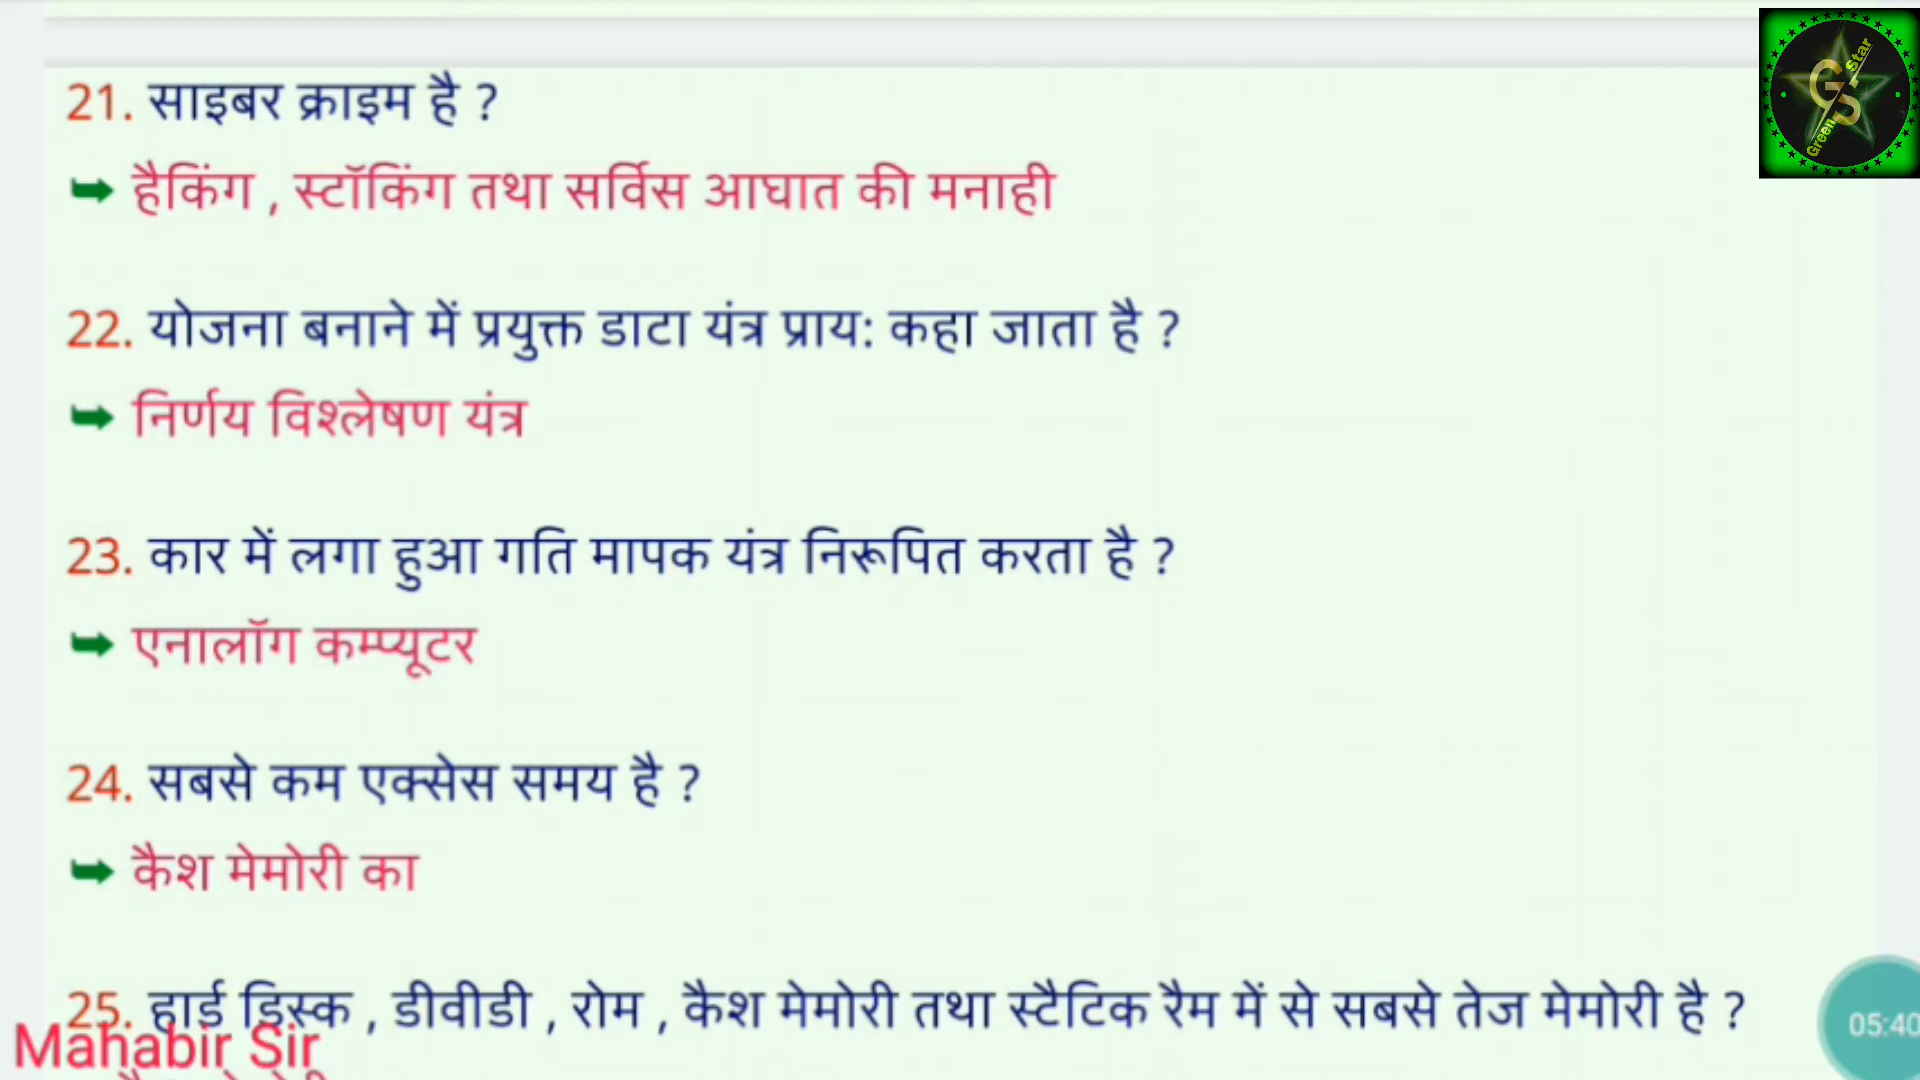 21. साइबर क्राइम है ?
➥ हैकिंग , स्टॉकिंग तथा सर्विस आघात की मनाही
22. योजना बनाने में प्रयुक्त डाटा यंत्र प्राय: कहा जाता है ?
➥ निर्णय विश्लेषण यंत्र
23. कार में लगा हुआ गति मापक यंत्र निरूपित करता है ?
➥ एनालॉग कम्प्यूटर
24. सबसे कम एक्सेस समय है ?
➥ कैश मेमोरी का
25. हार्ड डिस्क , डीवीडी , रोम , कैश मेमोरी तथा स्टैटिक रैम में से सबसे तेज मेमोरी है ?
Mahabir Sir
05:40
GS
Green Star